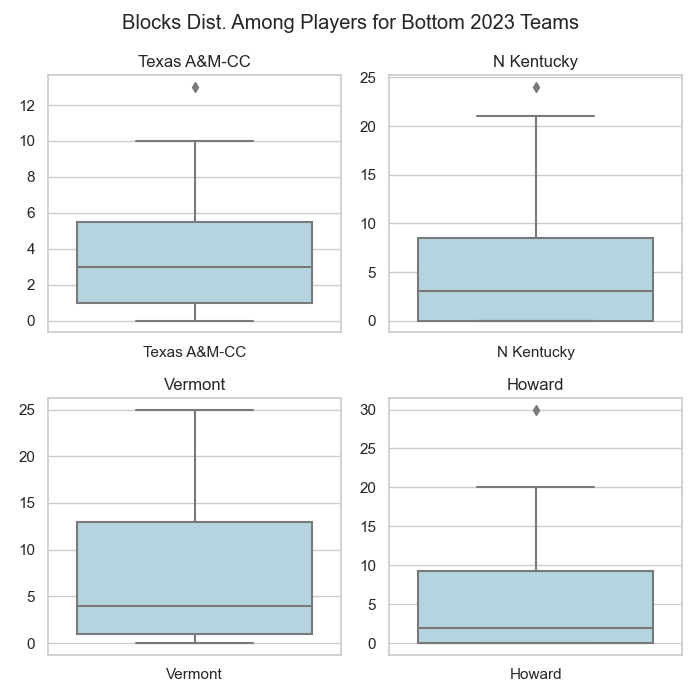 Blocks Dist. Among Players for Bottom 2023 Teams
Texas A&M-CC
12
10
8
6
4
2
0
Texas A&M-CC
N Kentucky
25
20
15
10
5
0
N Kentucky
Vermont
25
20
15
10
5
0
Vermont
Howard
30
25
20
15
10
5
0
Howard